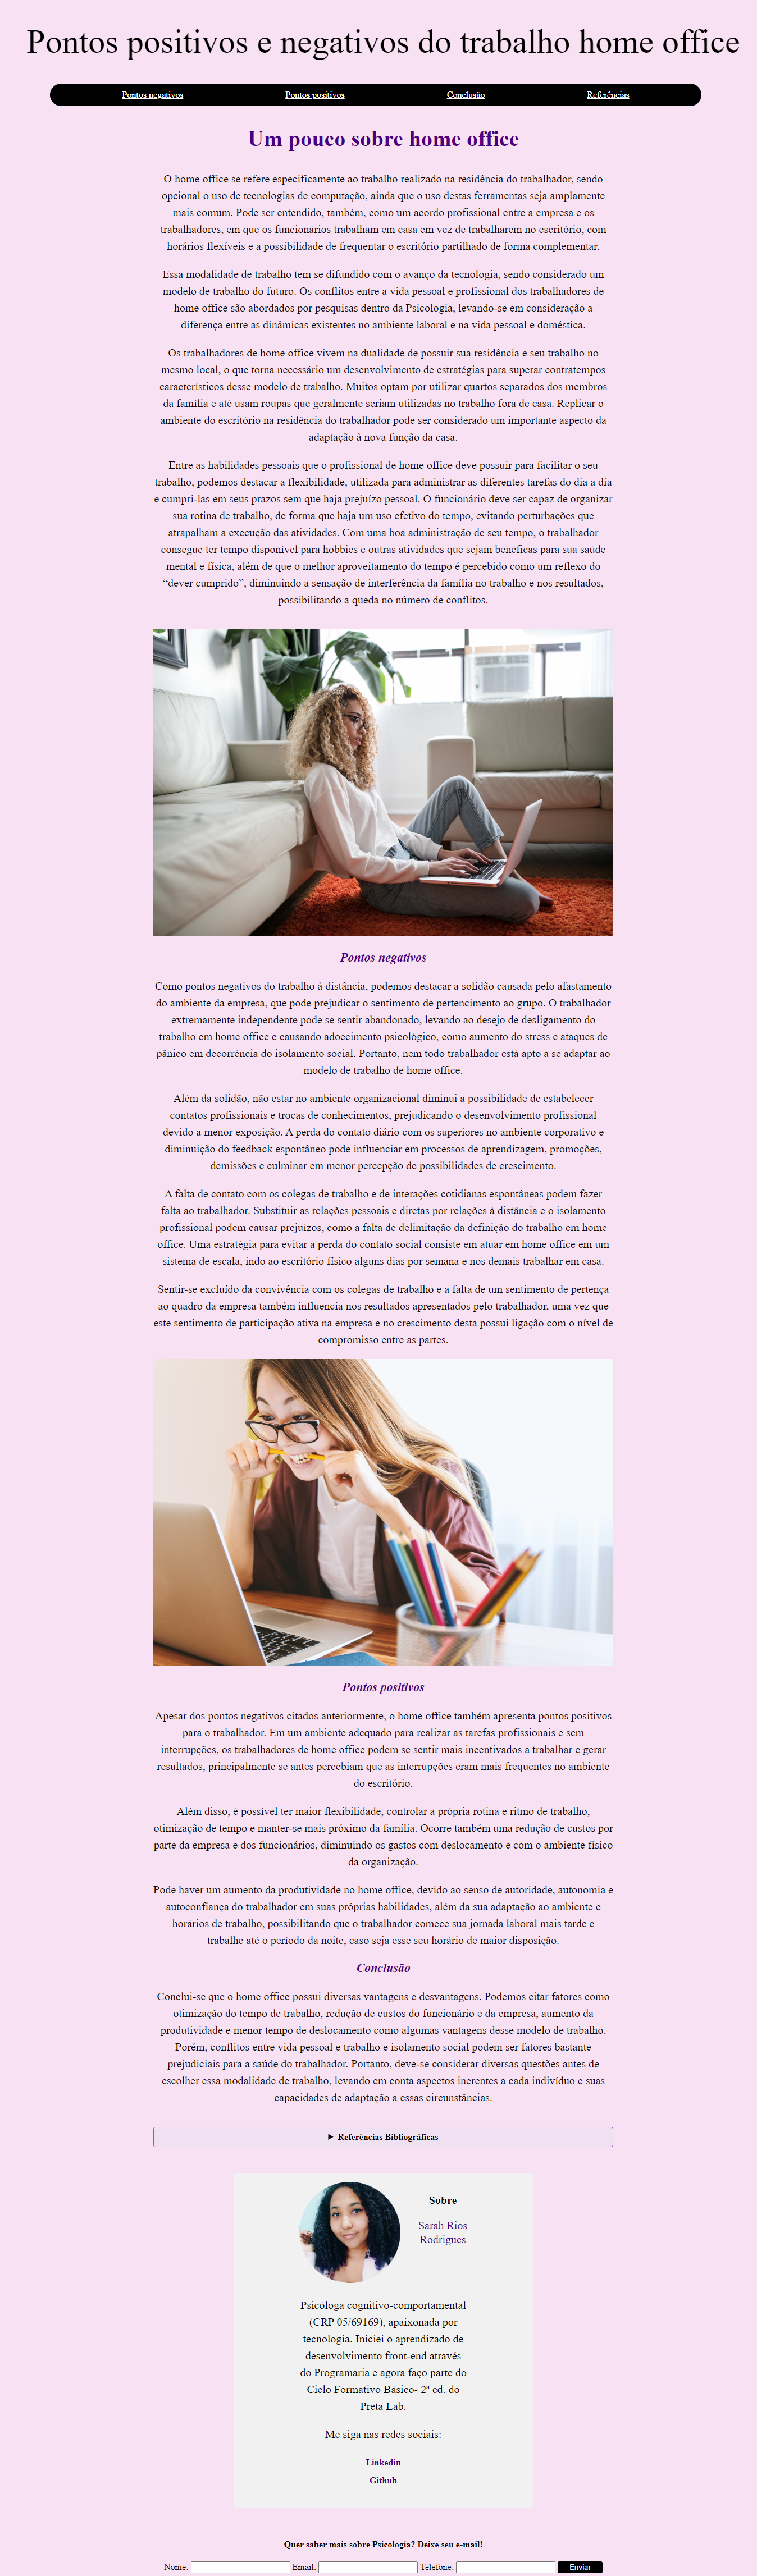 Pontos positivos e negativos do trabalho home office
Pontos negativos
Pontos positivos
Conclusão
Referências
Um pouco sobre home office
O home office se refere especificamente ao trabalho realizado na residência do trabalhador, sendo
opcional o uso de tecnologias de computação, ainda que o uso destas ferramentas seja amplamente
mais comum. Pode ser entendido, também, como um acordo profissional entre a empresa e os
trabalhadores, em que os funcionários trabalham em casa em vez de trabalharem no escritório, com
horários flexíveis e a possibilidade de frequentar o escritório partilhado de forma complementar.
Essa modalidade de trabalho tem se difundido com o avanço da tecnologia, sendo considerado um
modelo de trabalho do futuro. Os conflitos entre a vida pessoal e profissional dos trabalhadores de
home office são abordados por pesquisas dentro da Psicologia, levando-se em consideração a
diferença entre as dinâmicas existentes no ambiente laboral e na vida pessoal e doméstica.
Os trabalhadores de home office vivem na dualidade de possuir sua residência e seu trabalho no
mesmo local, o que torna necessário um desenvolvimento de estratégias para superar contratempos
característicos desse modelo de trabalho. Muitos optam por utilizar quartos separados dos membros
da família e até usam roupas que geralmente seriam utilizadas no trabalho fora de casa. Replicar o
ambiente do escritório na residência do trabalhador pode ser considerado um importante aspecto da
adaptação à nova função da casa.
Entre as habilidades pessoais que o profissional de home office deve possuir para facilitar o seu
trabalho, podemos destacar a flexibilidade, utilizada para administrar as diferentes tarefas do dia a dia
e cumpri-las em seus prazos sem que haja prejuízo pessoal. O funcionário deve ser capaz de organizar
sua rotina de trabalho, de forma que haja um uso efetivo do tempo, evitando perturbações que
atrapalham a execução das atividades. Com uma boa administração de seu tempo, o trabalhador
consegue ter tempo disponível para hobbies e outras atividades que sejam benéficas para sua saúde
mental e física, além de que o melhor aproveitamento do tempo é percebido como um reflexo do
“dever cumprido”, diminuindo a sensação de interferência da família no trabalho e nos resultados,
possibilitando a queda no número de conflitos.
Pontos negativos
Como pontos negativos do trabalho à distância, podemos destacar a solidão causada pelo afastamento
do ambiente da empresa, que pode prejudicar o sentimento de pertencimento ao grupo. O trabalhador
extremamente independente pode se sentir abandonado, levando ao desejo de desligamento do
trabalho em home office e causando adoecimento psicológico, como aumento do stress e ataques de
pânico em decorrência do isolamento social. Portanto, nem todo trabalhador está apto a se adaptar ao
modelo de trabalho de home office.
Além da solidão, não estar no ambiente organizacional diminui a possibilidade de estabelecer
contatos profissionais e trocas de conhecimentos, prejudicando o desenvolvimento profissional
devido a menor exposição. A perda do contato diário com os superiores no ambiente corporativo e
diminuição do feedback espontâneo pode influenciar em processos de aprendizagem, promoções,
demissões e culminar em menor percepção de possibilidades de crescimento.
A falta de contato com os colegas de trabalho e de interações cotidianas espontâneas podem fazer
falta ao trabalhador. Substituir as relações pessoais e diretas por relações à distância e o isolamento
profissional podem causar prejuízos, como a falta de delimitação da definição do trabalho em home
office. Uma estratégia para evitar a perda do contato social consiste em atuar em home office em um
sistema de escala, indo ao escritório físico alguns dias por semana e nos demais trabalhar em casa.
Sentir-se excluído da convivência com os colegas de trabalho e a falta de um sentimento de pertença
ao quadro da empresa também influencia nos resultados apresentados pelo trabalhador, uma vez que
este sentimento de participação ativa na empresa e no crescimento desta possui ligação com o nível de
compromisso entre as partes.
Pontos positivos
Apesar dos pontos negativos citados anteriormente, o home office também apresenta pontos positivos
para o trabalhador. Em um ambiente adequado para realizar as tarefas profissionais e sem
interrupções, os trabalhadores de home office podem se sentir mais incentivados a trabalhar e gerar
resultados, principalmente se antes percebiam que as interrupções eram mais frequentes no ambiente
do escritório.
Além disso, é possível ter maior flexibilidade, controlar a própria rotina e ritmo de trabalho,
otimização de tempo e manter-se mais próximo da família. Ocorre também uma redução de custos por
parte da empresa e dos funcionários, diminuindo os gastos com deslocamento e com o ambiente físico
da organização.
Pode haver um aumento da produtividade no home office, devido ao senso de autoridade, autonomia e
autoconfiança do trabalhador em suas próprias habilidades, além da sua adaptação ao ambiente e
horários de trabalho, possibilitando que o trabalhador comece sua jornada laboral mais tarde e
trabalhe até o período da noite, caso seja esse seu horário de maior disposição.
Conclusão
Conclui-se que o home office possui diversas vantagens e desvantagens. Podemos citar fatores como
otimização do tempo de trabalho, redução de custos do funcionário e da empresa, aumento da
produtividade e menor tempo de deslocamento como algumas vantagens desse modelo de trabalho.
Porém, conflitos entre vida pessoal e trabalho e isolamento social podem ser fatores bastante
prejudiciais para a saúde do trabalhador. Portanto, deve-se considerar diversas questões antes de
escolher essa modalidade de trabalho, levando em conta aspectos inerentes a cada indivíduo e suas
capacidades de adaptação a essas circunstâncias.
Referências Bibliográficas
Sobre
Sarah Rios
Rodrigues
Psicóloga cognitivo-comportamental
(CRP 05/69169), apaixonada por
tecnologia. Iniciei o aprendizado de
desenvolvimento front-end através
do Programaria e agora faço parte do
Ciclo Formativo Básico- 2ª ed. do
Preta Lab.
Me siga nas redes sociais:
Linkedin
Github
Quer saber mais sobre Psicologia? Deixe seu e-mail!
Nome: Email: Telefone: Enviar